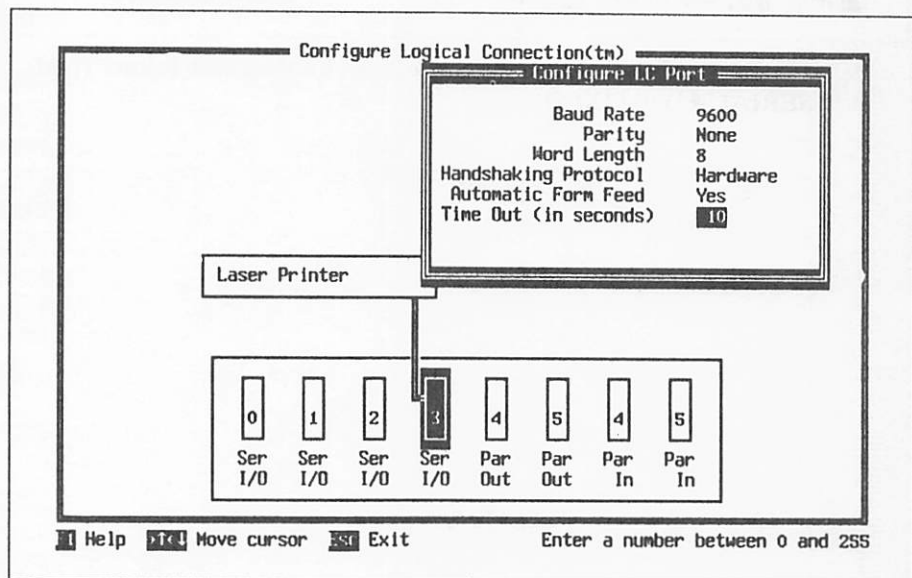 Configure Logical Connection(tm)
Configure LC Port
Baud Rate 9600
Parity None
Word Length 8
Handshaking Protocol Hardware
Automatic Form Feed Yes
Time Out (in seconds) 10
Laser Printer
0 1 2 3 4 5 4 5
Ser Ser Ser Ser Par Par Par Par
I/O I/O I/O I/O Out Out In In
F1 Help Move cursor ESC Exit Enter a number between 0 and 255